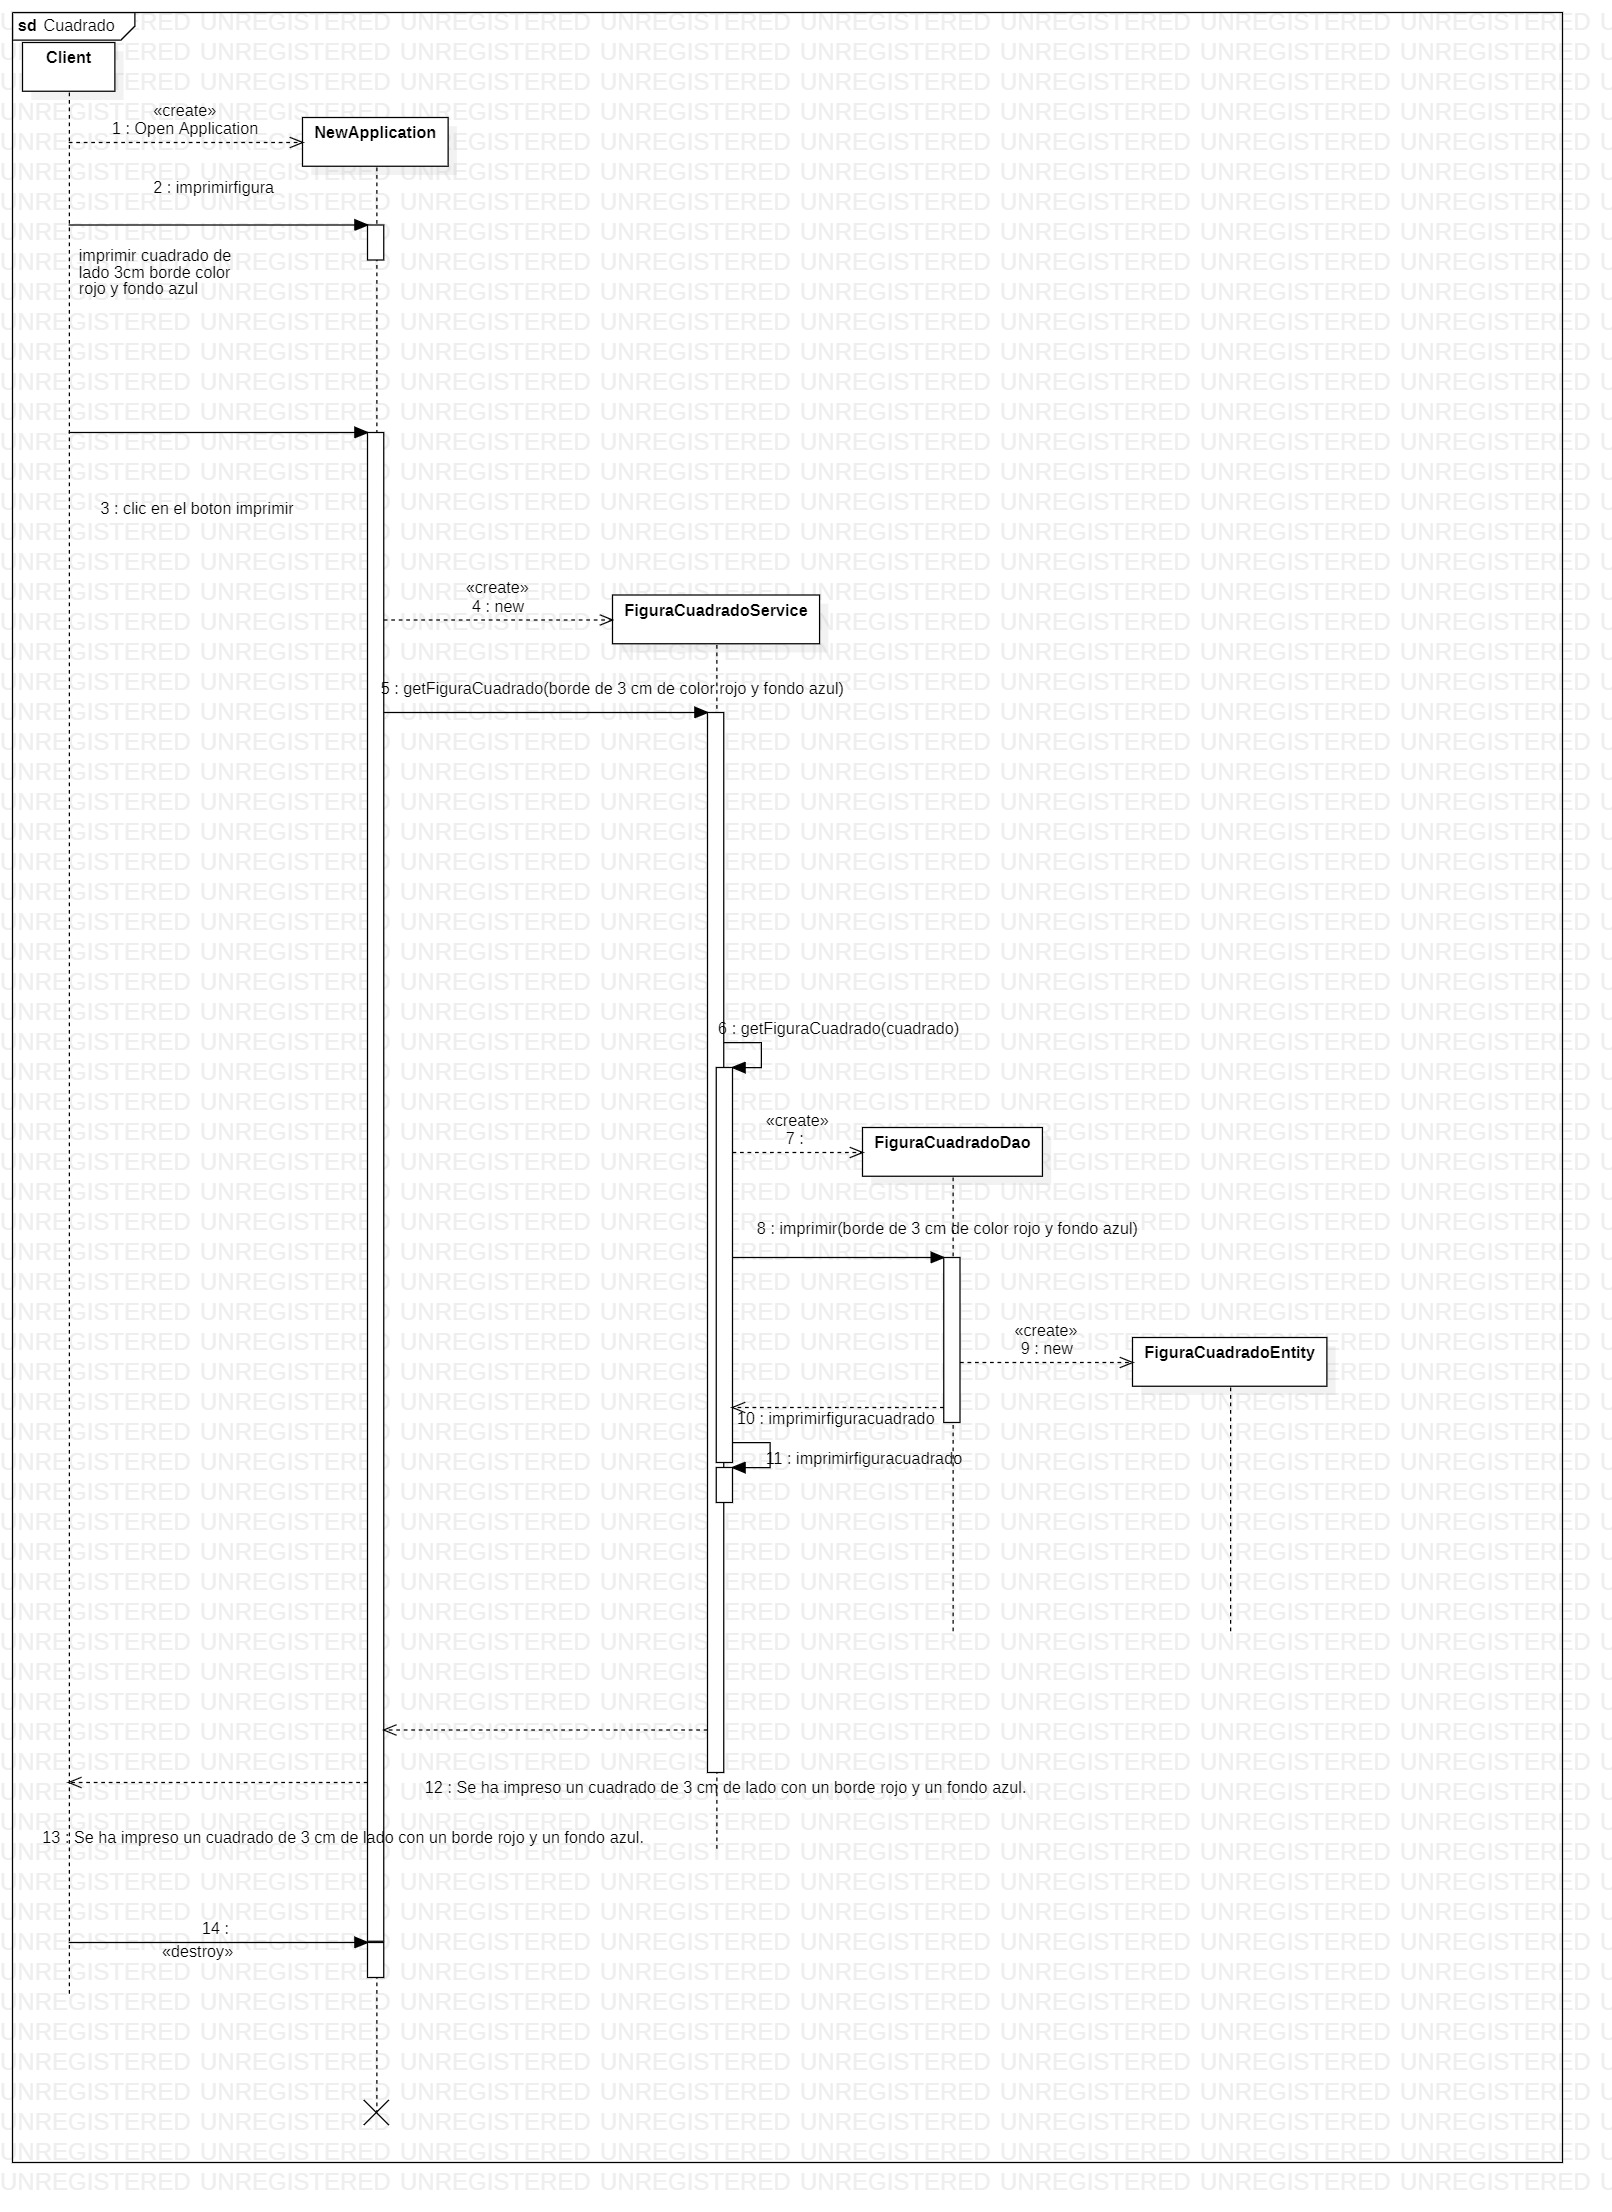 sd Cuadrado
Client
«create»
1 : Open Application
NewApplication
2 : imprimirfigura
imprimir cuadrado de
lado 3cm borde color
rojo y fondo azul
3 : clic en el boton imprimir
«create»
4 : new
FiguraCuadradoService
5 : getFiguraCuadrado(borde de 3 cm de color rojo y fondo azul)
6 : getFiguraCuadrado(cuadrado)
«create»
7 :
FiguraCuadradoDao
8 : imprimir(borde de 3 cm de color rojo y fondo azul)
«create»
9 : new
FiguraCuadradoEntity
10 : imprimirfiguracuadrado
11 : imprimirfiguracuadrado
12 : Se ha impreso un cuadrado de 3 cm de lado con un borde rojo y un fondo azul.
13 : Se ha impreso un cuadrado de 3 cm de lado con un borde rojo y un fondo azul.
14 :
«destroy»
UNREGISTERED